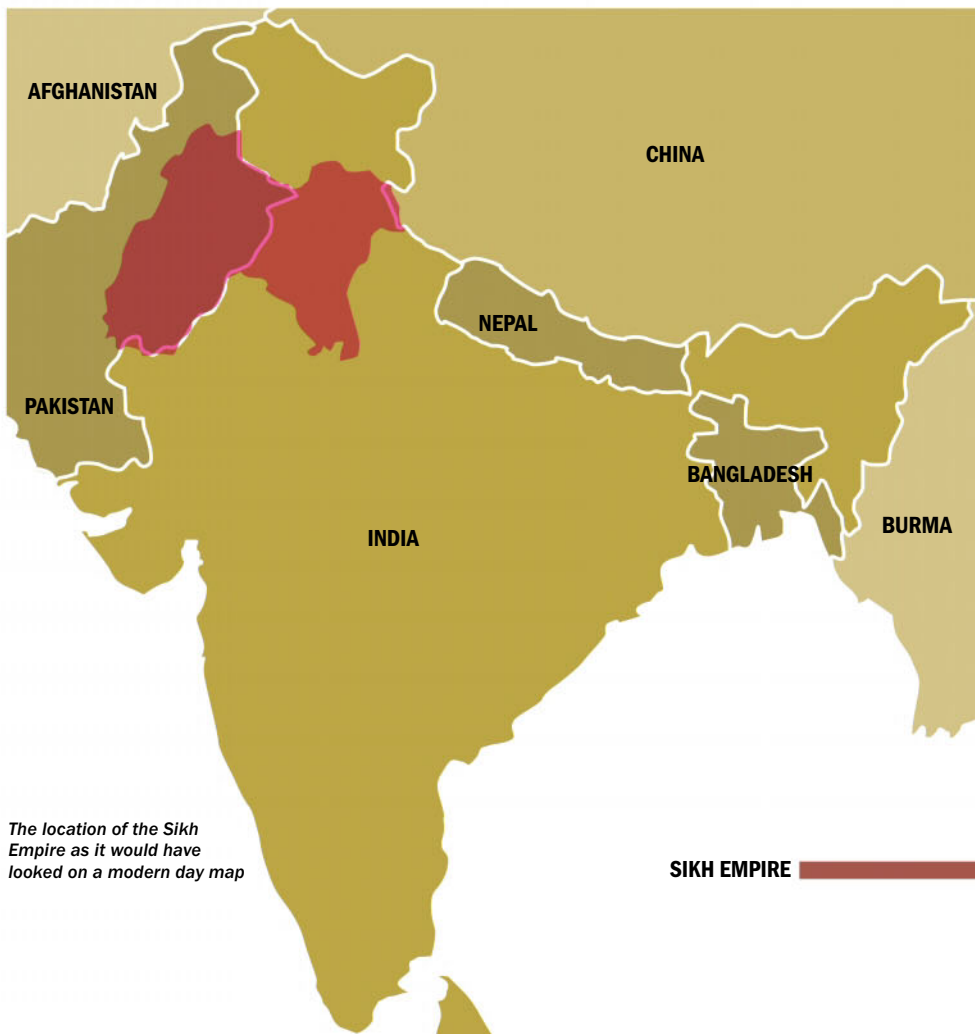 AFGHANISTAN
CHINA
NEPAL
PAKISTAN
BANGLADESH
INDIA
BURMA
The location of the Sikh
Empire as it would have
looked on a modern day map
SIKH EMPIRE